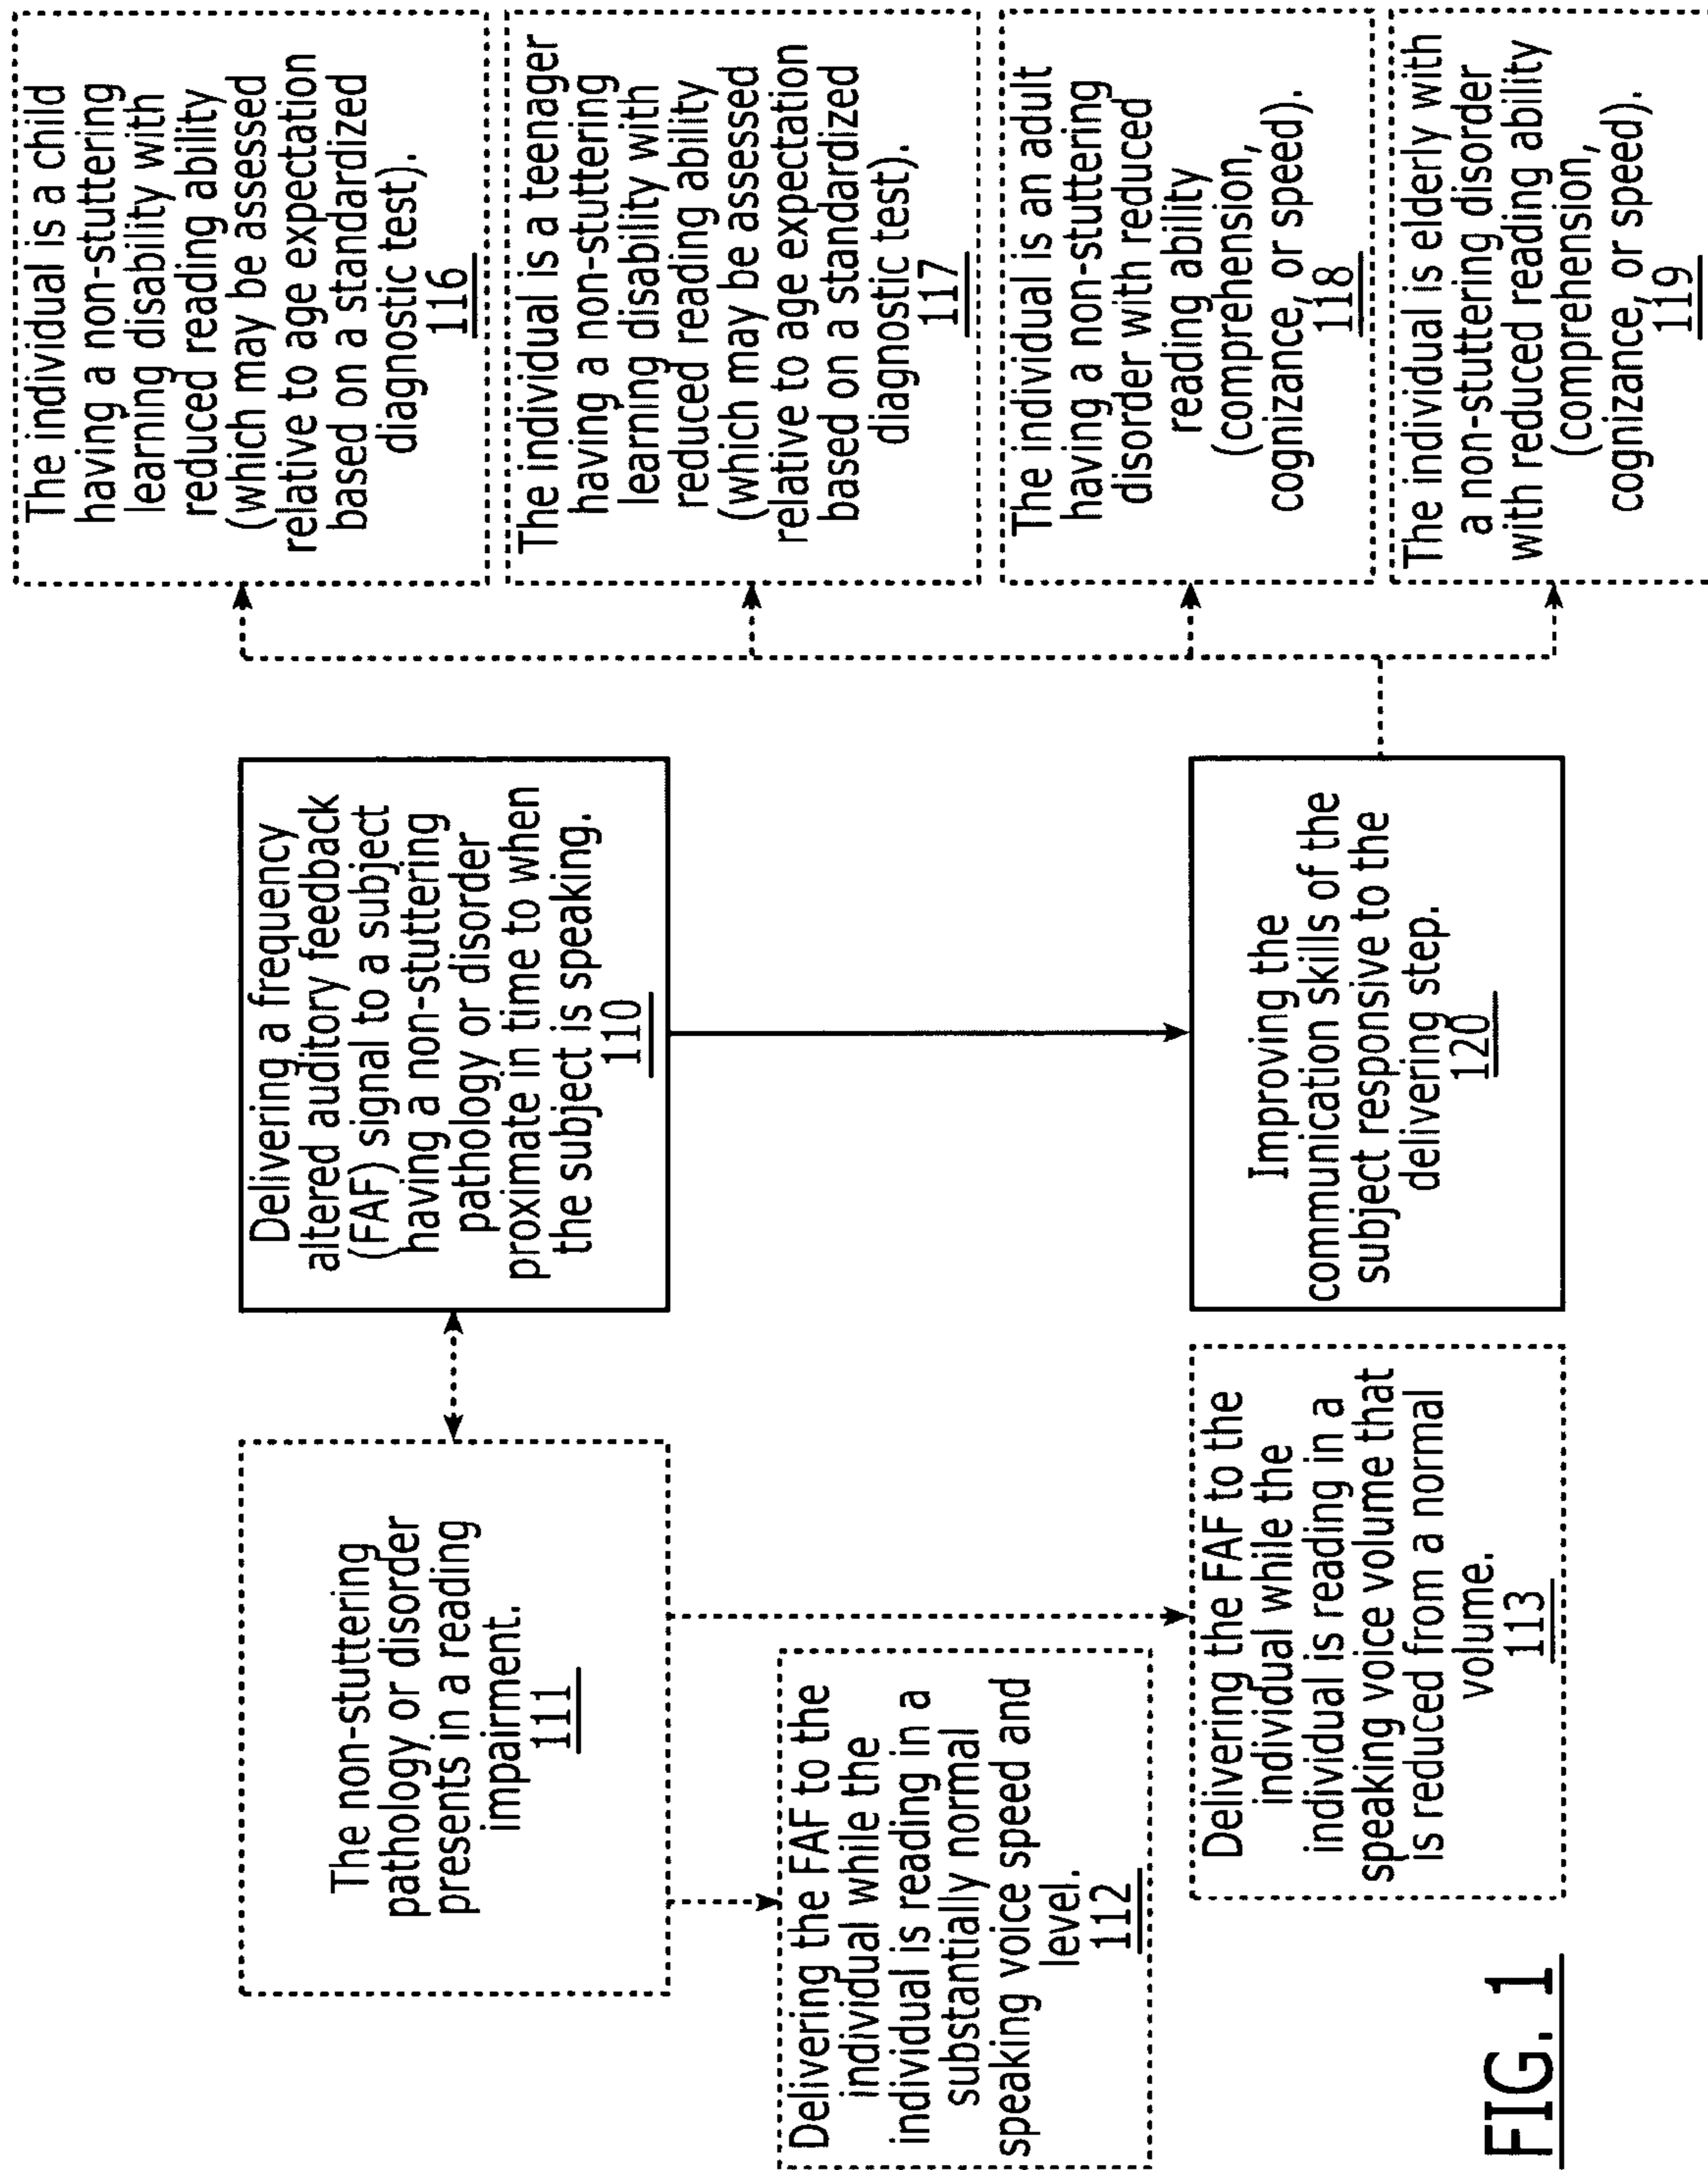 The non-stuttering
pathology or disorder
presents in a reading
impairment.
111
Delivering the FAF to the
individual while the
individual is reading in a
substantially normal
speaking voice speed and
level.
112
Delivering the FAF to the
individual while the
individual is reading in a
speaking voice volume that
is reduced from a normal
volume.
113
Delivering a frequency
altered auditory feedback
(FAF) signal to a subject
having a non-stuttering
pathology or disorder
proximate in time to when
the subject is speaking.
110
Improving the
communication skills of the
subject responsive to the
delivering step.
120
The individual is a child
having a non-stuttering
learning disability with
reduced reading ability
(which may be assessed
relative to age expectation
based on a standardized
diagnostic test).
116
The individual is a teenager
having a non-stuttering
learning disability with
reduced reading ability
(which may be assessed
relative to age expectation
based on a standardized
diagnostic test).
117
The individual is an adult
having a non-stuttering
disorder with reduced
reading ability
(comprehension,
cognizance, or speed).
118
The individual is elderly with
a non-stuttering disorder
with reduced reading ability
(comprehension,
cognizance, or speed).
119
FIG. 1